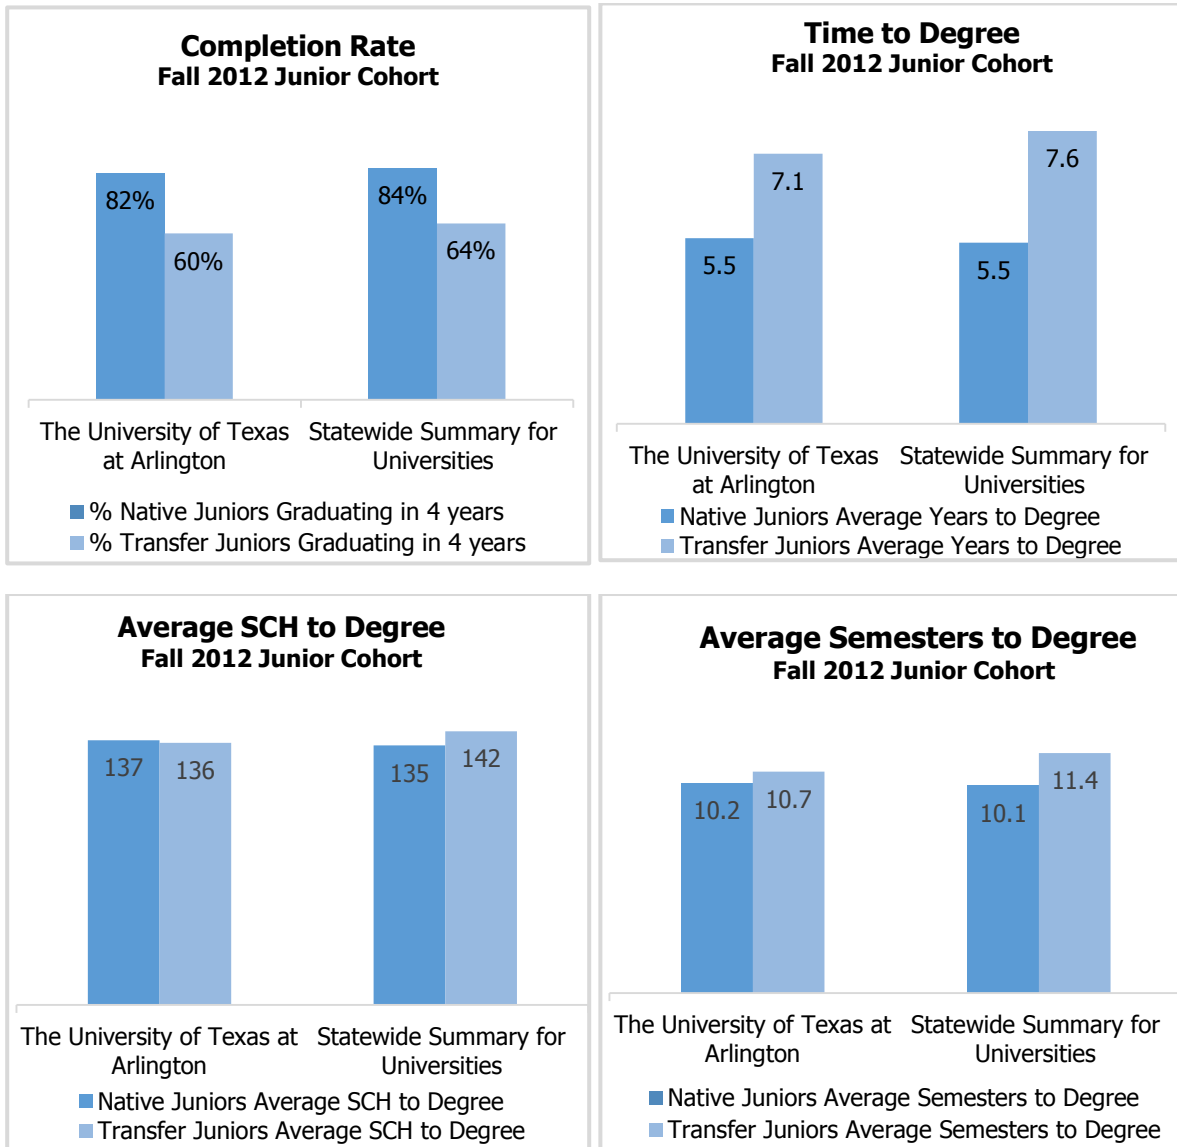 Completion Rate
Fall 2012 Junior Cohort
82%
60%
84%
64%
The University of Texas
at Arlington
Statewide Summary for
Universities
% Native Juniors Graduating in 4 years
% Transfer Juniors Graduating in 4 years
Time to Degree
Fall 2012 Junior Cohort
5.5
7.1
5.5
7.6
The University of Texas
at Arlington
Statewide Summary for
Universities
Native Juniors Average Years to Degree
Transfer Juniors Average Years to Degree
Average SCH to Degree
Fall 2012 Junior Cohort
137
136
135
142
The University of Texas at
Arlington
Statewide Summary for
Universities
Native Juniors Average SCH to Degree
Transfer Juniors Average SCH to Degree
Average Semesters to Degree
Fall 2012 Junior Cohort
10.2
10.7
10.1
11.4
The University of Texas at
Arlington
Statewide Summary for
Universities
Native Juniors Average Semesters to Degree
Transfer Juniors Average Semesters to Degree